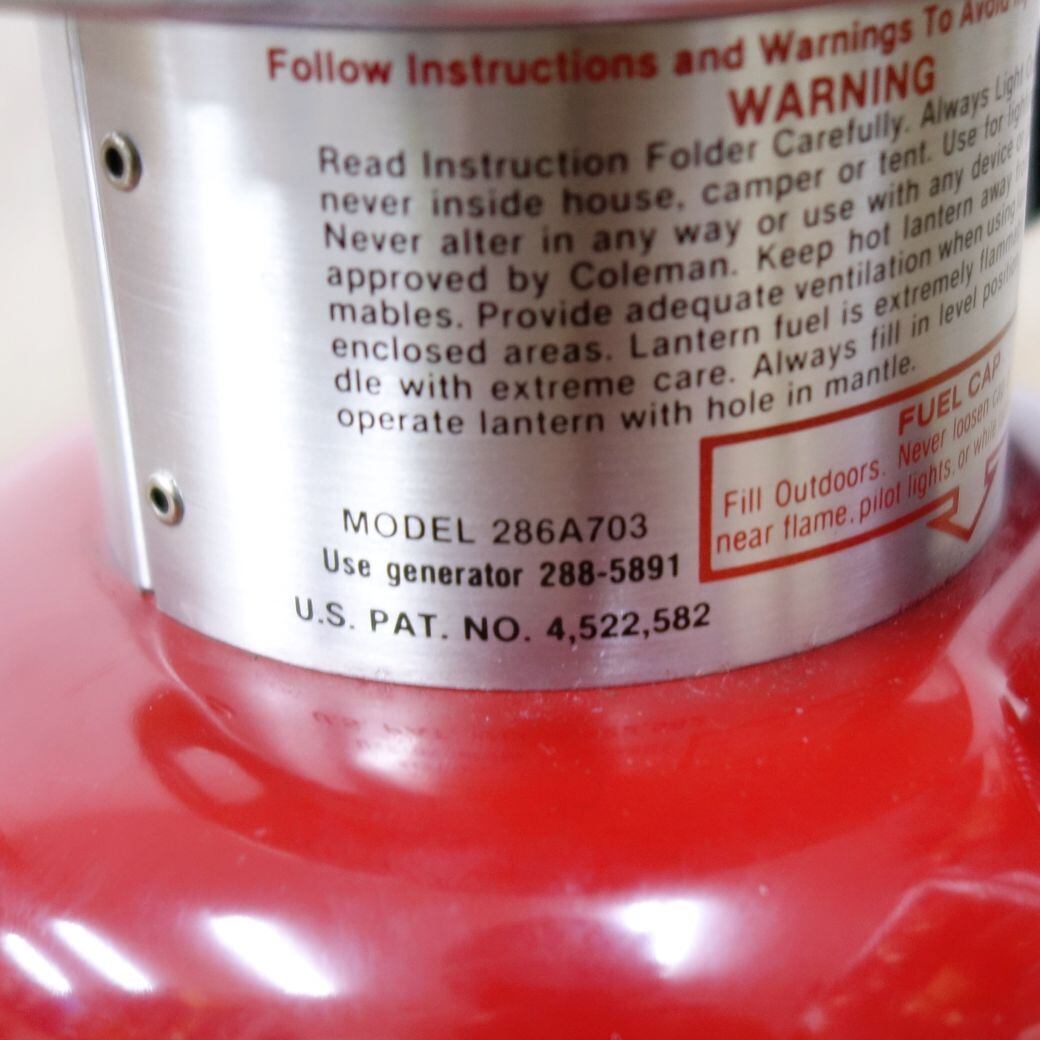 Follow Instructions and Warnings To Avoid
WARNING
Read Instruction Folder Carefully. Always Light
never inside house, camper or tent. Use for
Never alter in any way or use with any device
approved by Coleman. Keep hot lantern away
mables. Provide adequate ventilation when using
enclosed areas. Lantern fuel is extremely
dle with extreme care. Always fill in level
operate lantern with hole in mantle.
FUEL CAP
Fill Outdoors. Never loosen
near flame, pilot lights, or while
MODEL 286A703
Use generator 288-5891
U.S. PAT. NO. 4,522,582